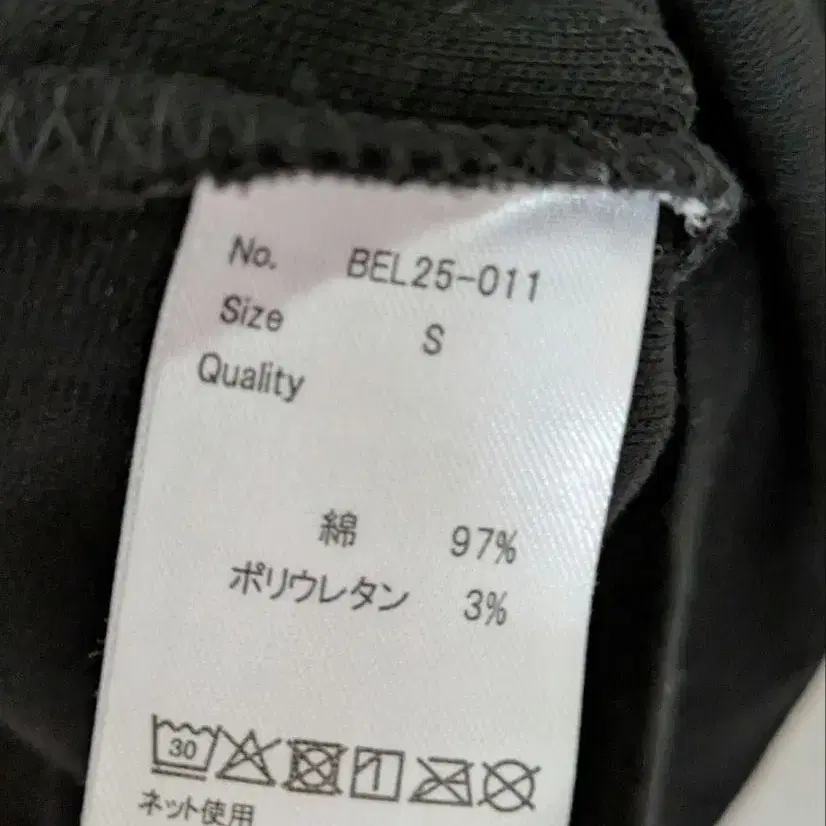 No. BEL25-011
Size S
Quality
綿 97%
ポリウレタン 3%
30
ネット使用